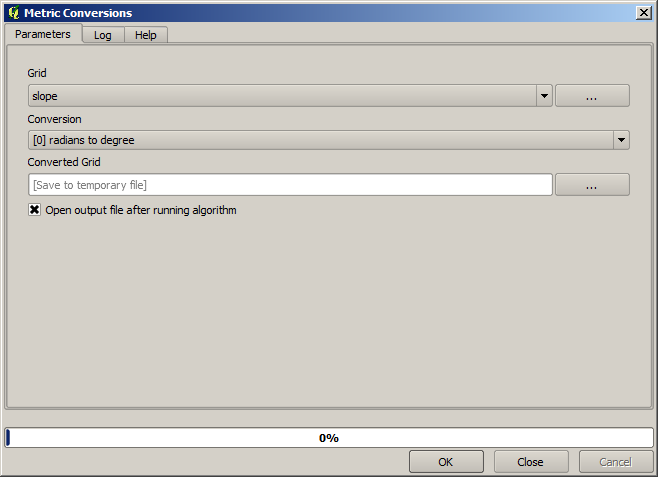 Metric Conversions
Parameters Log Help
Grid
slope ...
Conversion
[0] radians to degree
Converted Grid
[Save to temporary file] ...
Open output file after running algorithm
0%
OK Close Cancel